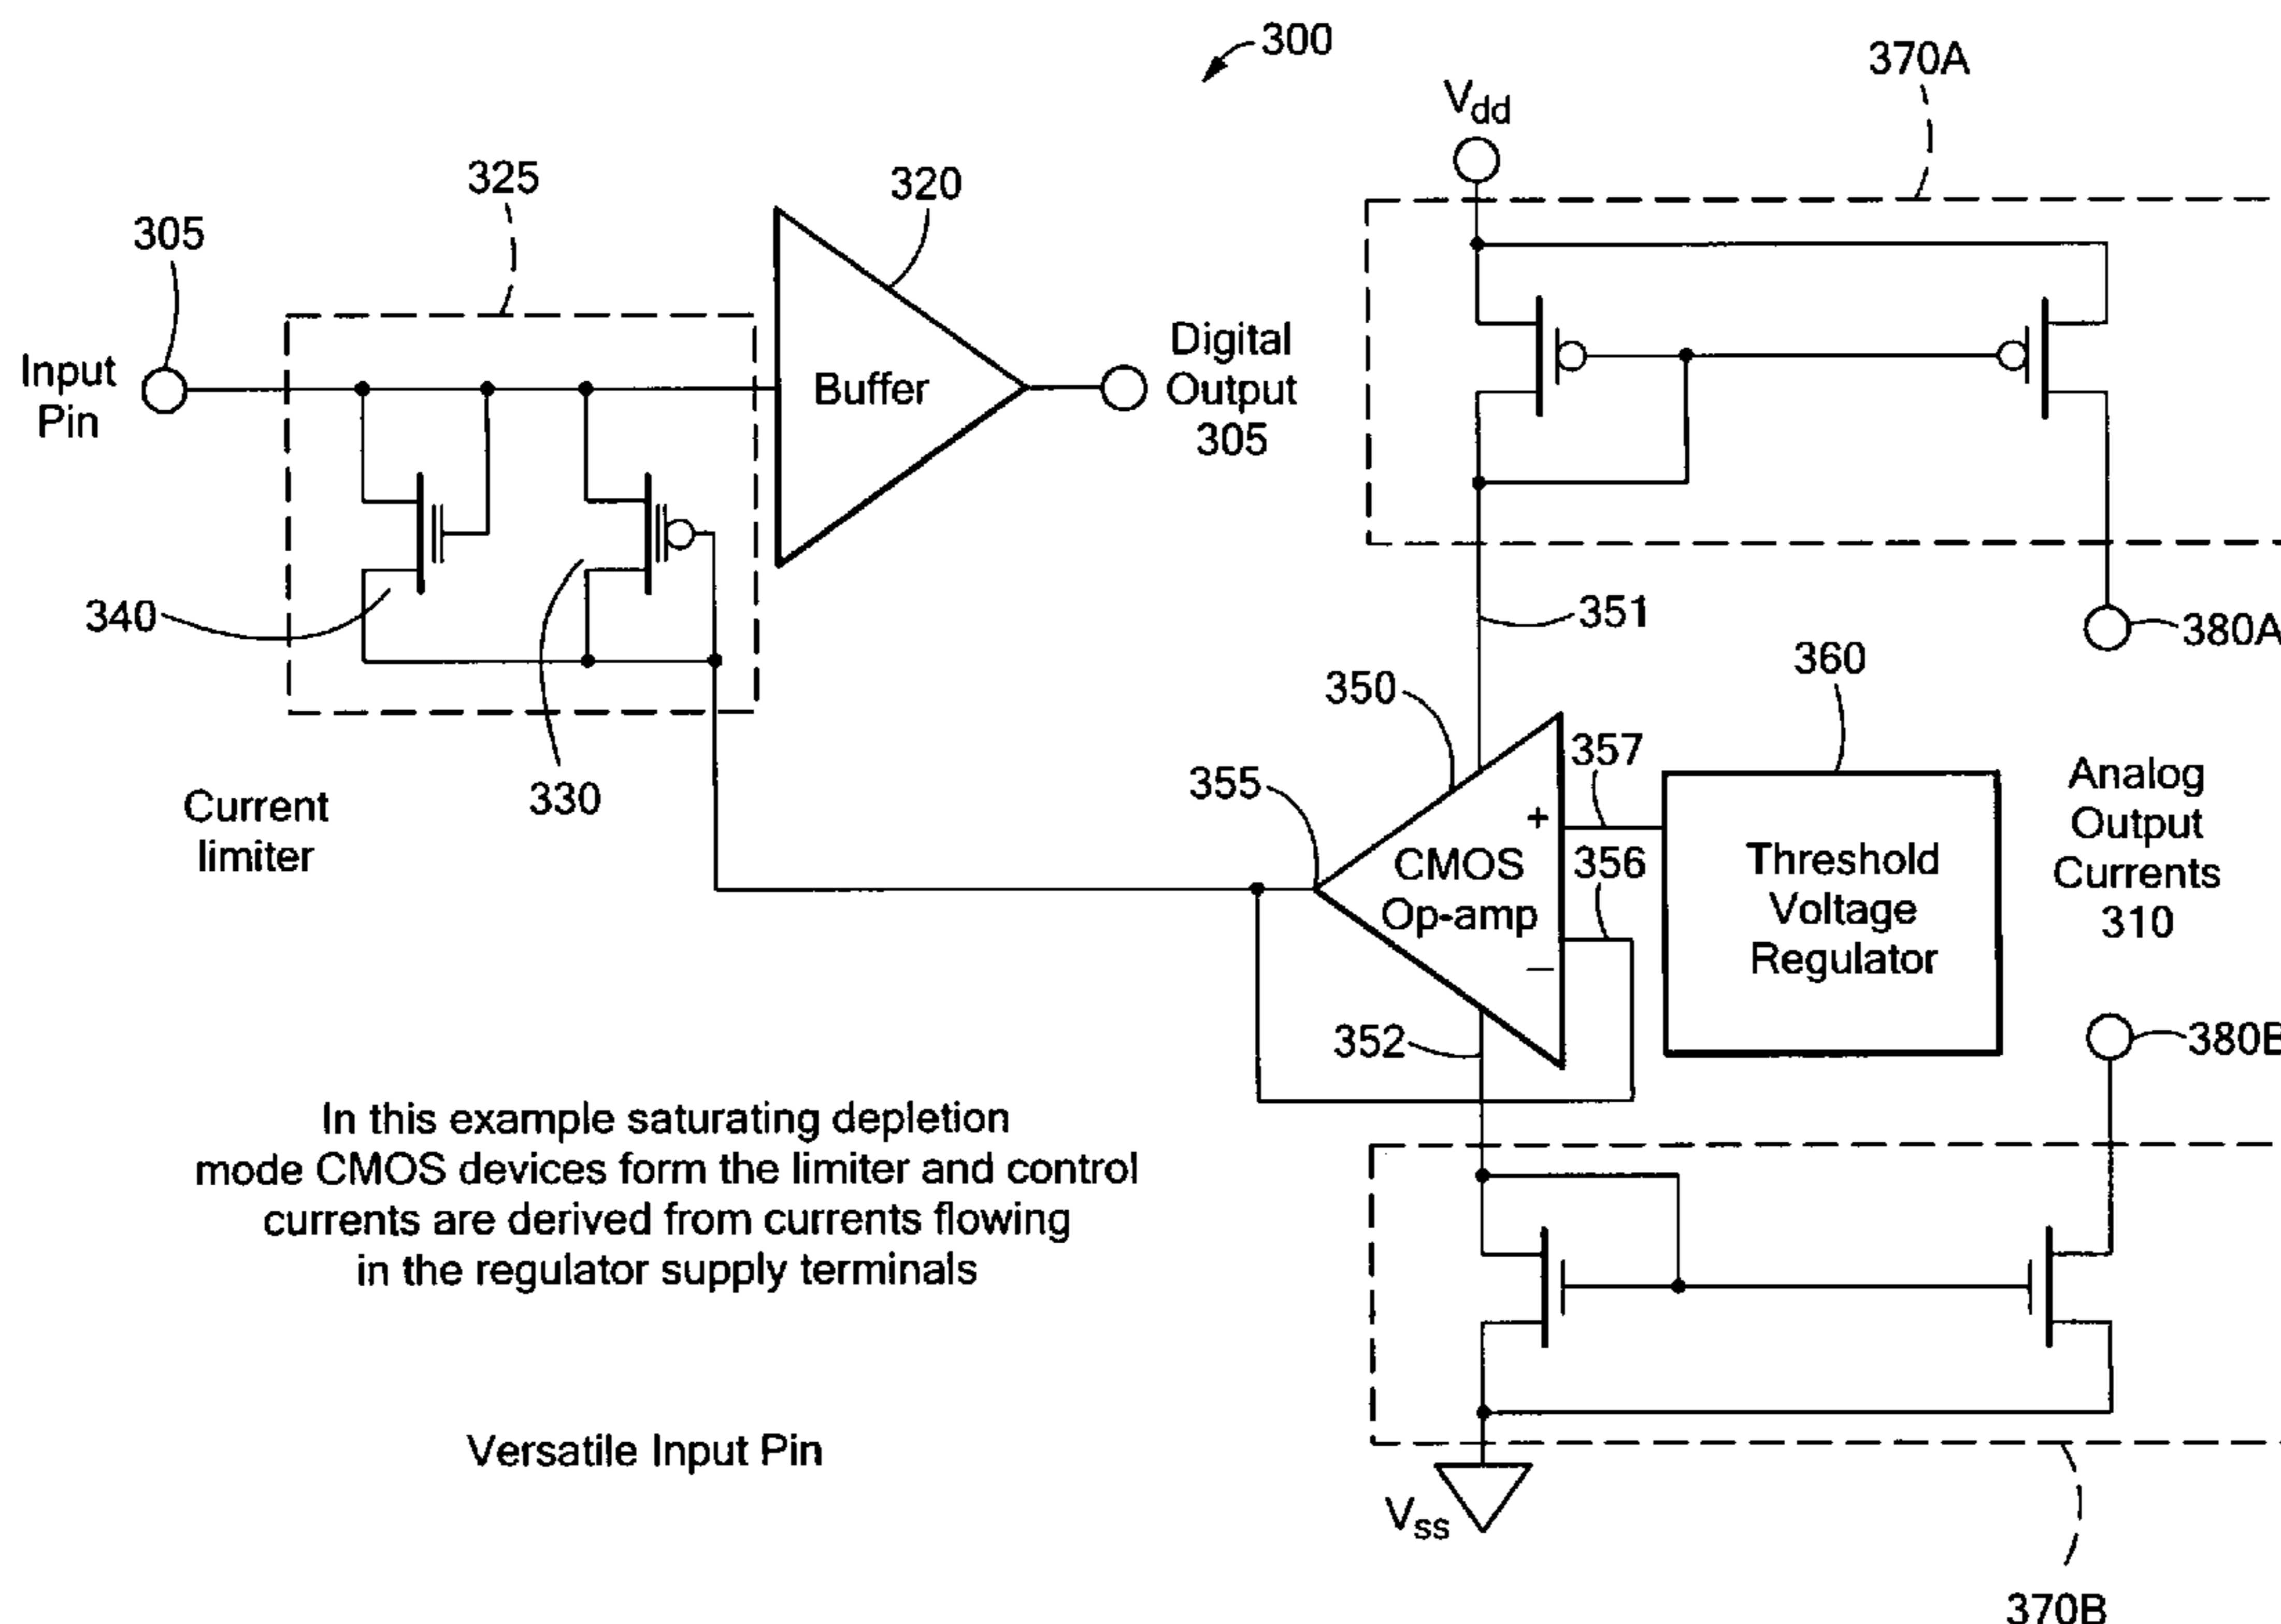 300
370A
Vdd
325
320
305
Input
Pin
Buffer
Digital
Output
305
340
330
351
380A
350
360
357
355
Current
limiter
+
CMOS
Op-amp
356
−
Threshold
Voltage
Regulator
Analog
Output
Currents
310
352
380B
In this example saturating depletion
mode CMOS devices form the limiter and control
currents are derived from currents flowing
in the regulator supply terminals
Versatile Input Pin
Vss
370B